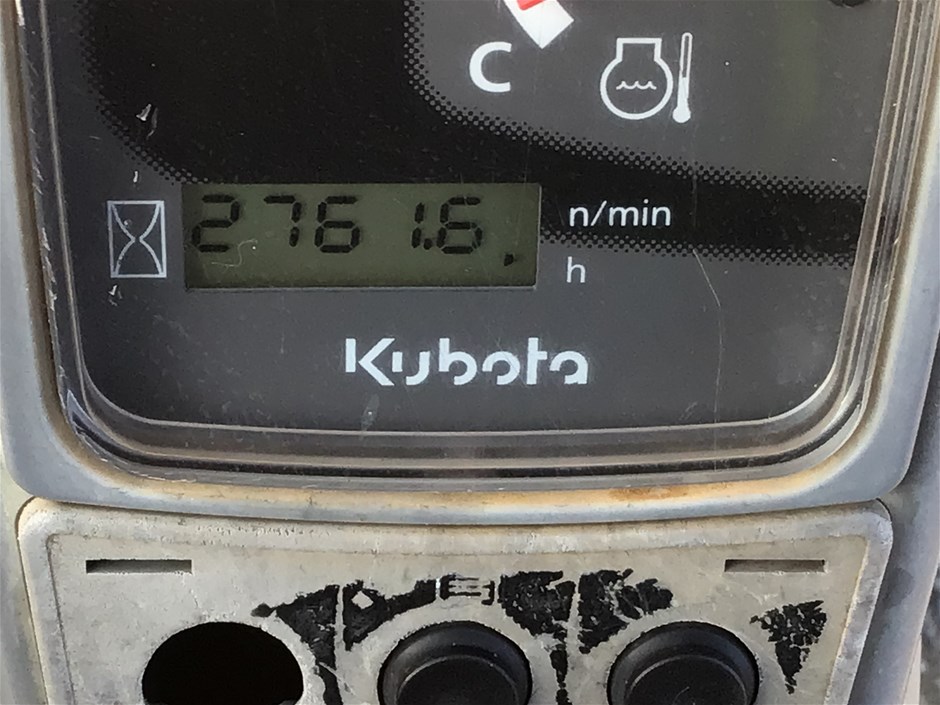 C
2761.6
n/min
h
Kubota